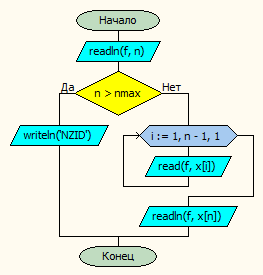 Начало
readln(f, n)
Да
n > nmax
Нет
writeln('NZID')
i := 1, n - 1, 1
read(f, x[i])
readln(f, x[n])
Конец